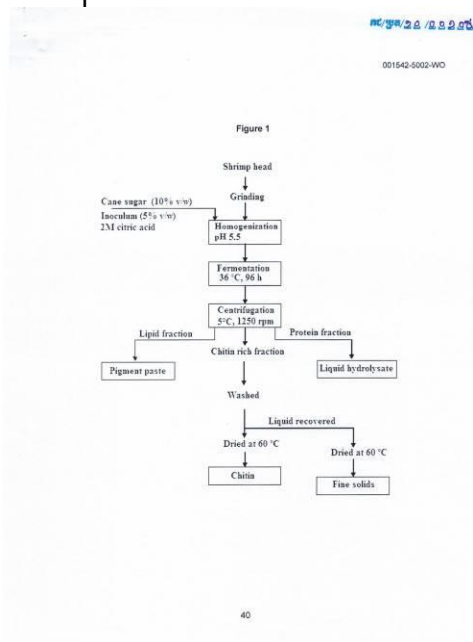 001542-5002-WO
Figure 1
Shrimp head
Grinding
Cane sugar (10% v/w)
Inoculum (5% v/w)
2M citric acid
Homogenization
pH 5.5
Fermentation
36 °C, 96 h
Centrifugation
5°C, 1250 rpm
Lipid fraction
Protein fraction
Chitin rich fraction
Pigment paste
Liquid hydrolysate
Washed
Liquid recovered
Dried at 60 °C
Dried at 60 °C
Chitin
Fine solids
40